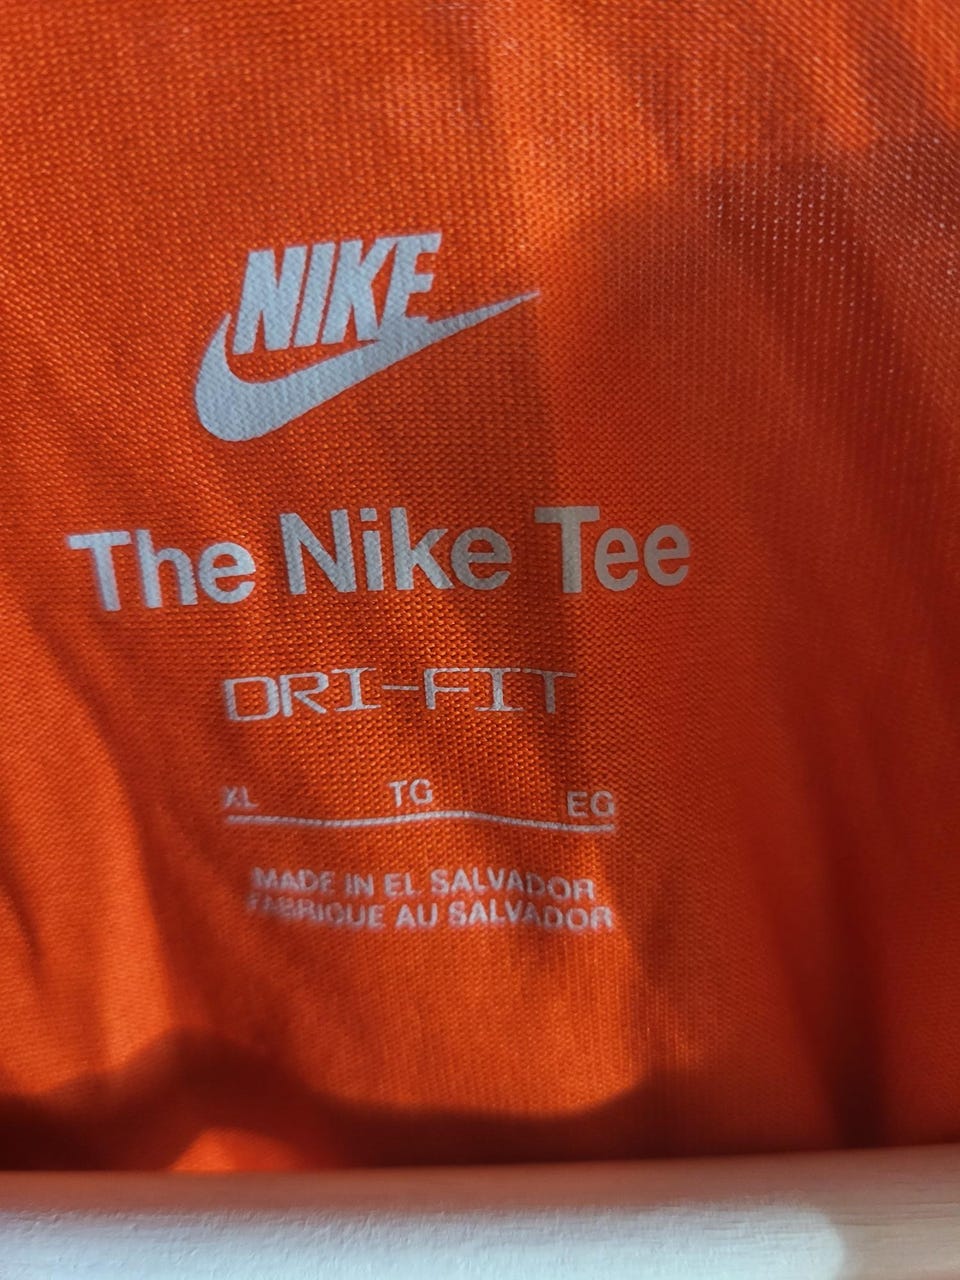 NIKE
The Nike Tee
DRI-FIT
XL TG EG
MADE IN EL SALVADOR
FABRIQUE AU SALVADOR